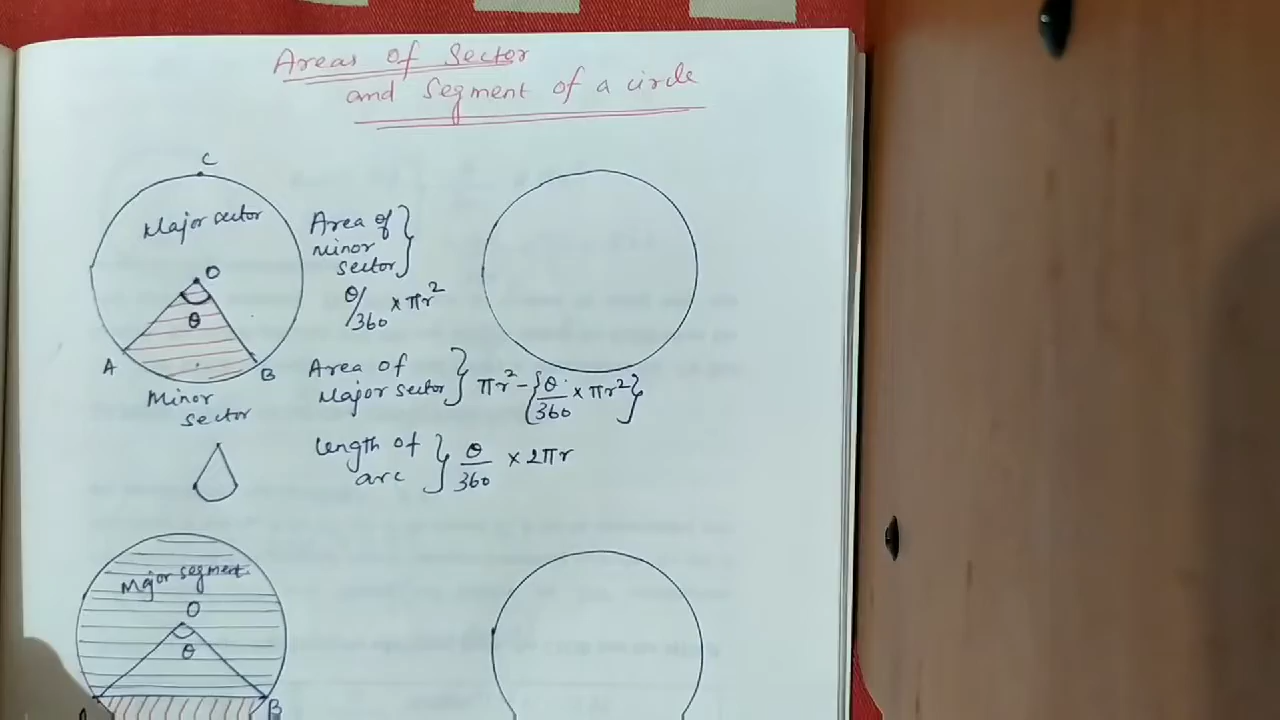 Areas of Sector
and Segment of a circle
C
Major sector
O
θ
A
B
Minor
sector
Area of
Minor
sector}
θ/360 × πr²
Area of
Major sector} πr² - {θ/360 × πr²}
Length of
arc} θ/360 × 2πr
Major segment
O
θ
B